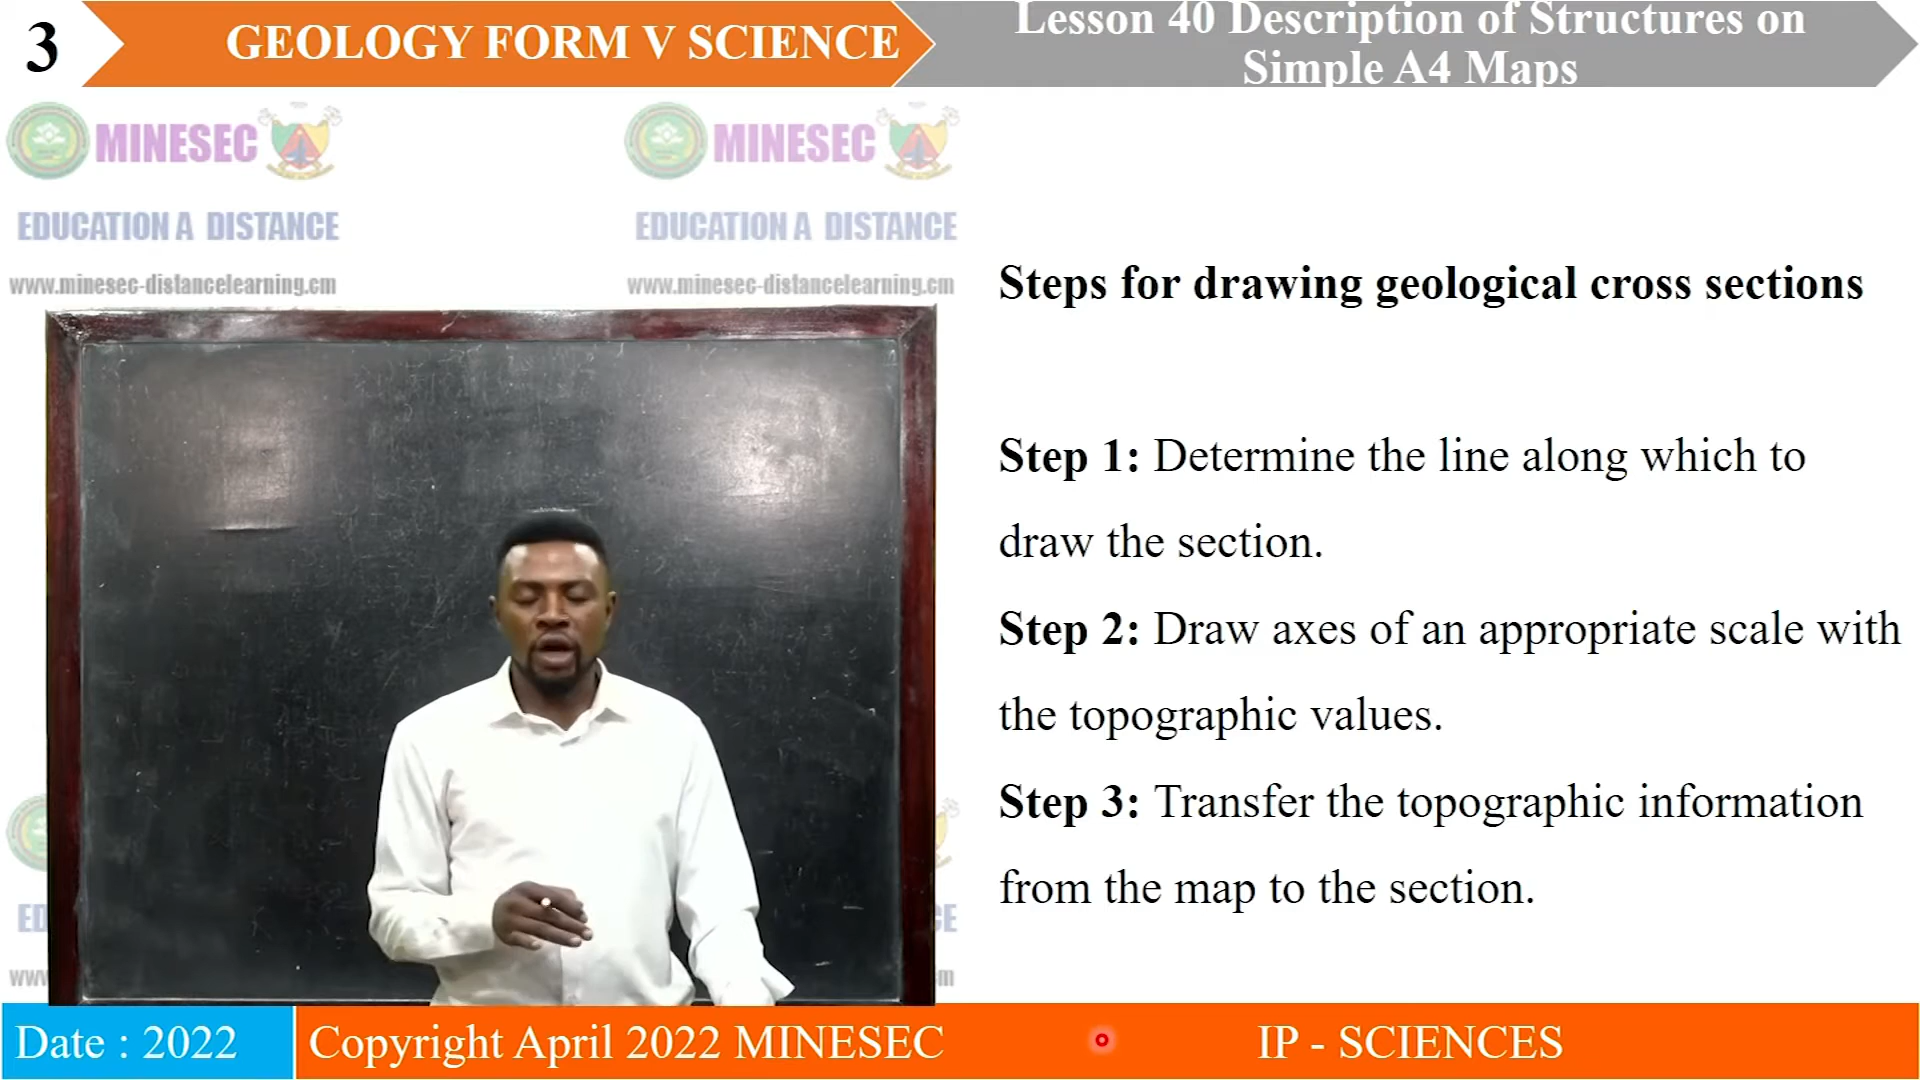 3
GEOLOGY FORM V SCIENCE
Lesson 40 Description of Structures on
Simple A4 Maps
MINESEC
MINESEC
EDUCATION A DISTANCE
EDUCATION A DISTANCE
www.minesec-distancelearning.cm
www.minesec-distancelearning.cm
Steps for drawing geological cross sections
Step 1: Determine the line along which to
draw the section.
Step 2: Draw axes of an appropriate scale with
the topographic values.
Step 3: Transfer the topographic information
from the map to the section.
ED
CE
www
m
Date : 2022
Copyright April 2022 MINESEC
IP - SCIENCES